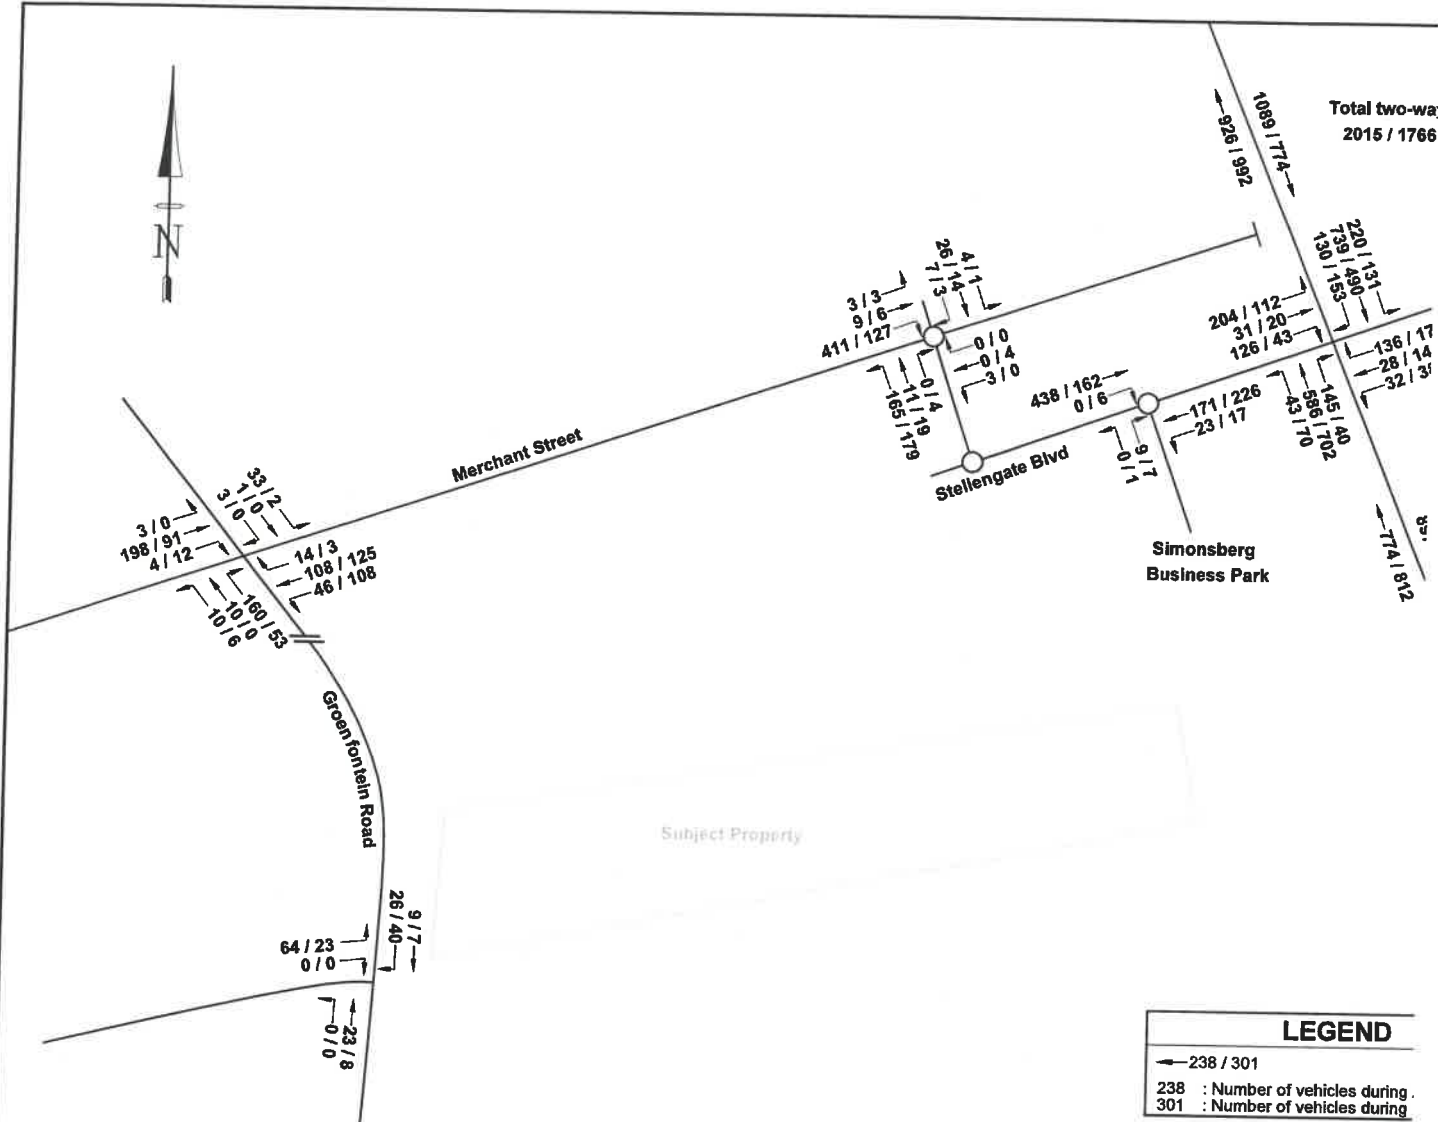 Total two-wa
2015 / 1766
1089 / 774
926 / 992
N
220 / 131
739 / 490
130 / 153
4 / 1
26 / 14
7 / 3
3 / 3
9 / 6
411 / 127
204 / 112
31 / 20
126 / 43
0 / 0
0 / 4
3 / 0
136 / 17
28 / 14
32 / 3
0 / 4
11 / 19
165 / 179
438 / 162
0 / 6
171 / 226
23 / 17
145 / 40
586 / 702
43 / 70
Merchant Street
Stellengate Blvd
9 / 7
0 / 1
33 / 2
1 / 0
3 / 0
3 / 0
198 / 91
4 / 12
14 / 3
108 / 125
46 / 108
Simonsberg
Business Park
774 / 812
160 / 53
10 / 0
10 / 6
Groenfontein Road
Subject Property
9 / 7
26 / 40
64 / 23
0 / 0
23 / 8
0 / 0
LEGEND
238 / 301
238 : Number of vehicles during
301 : Number of vehicles during